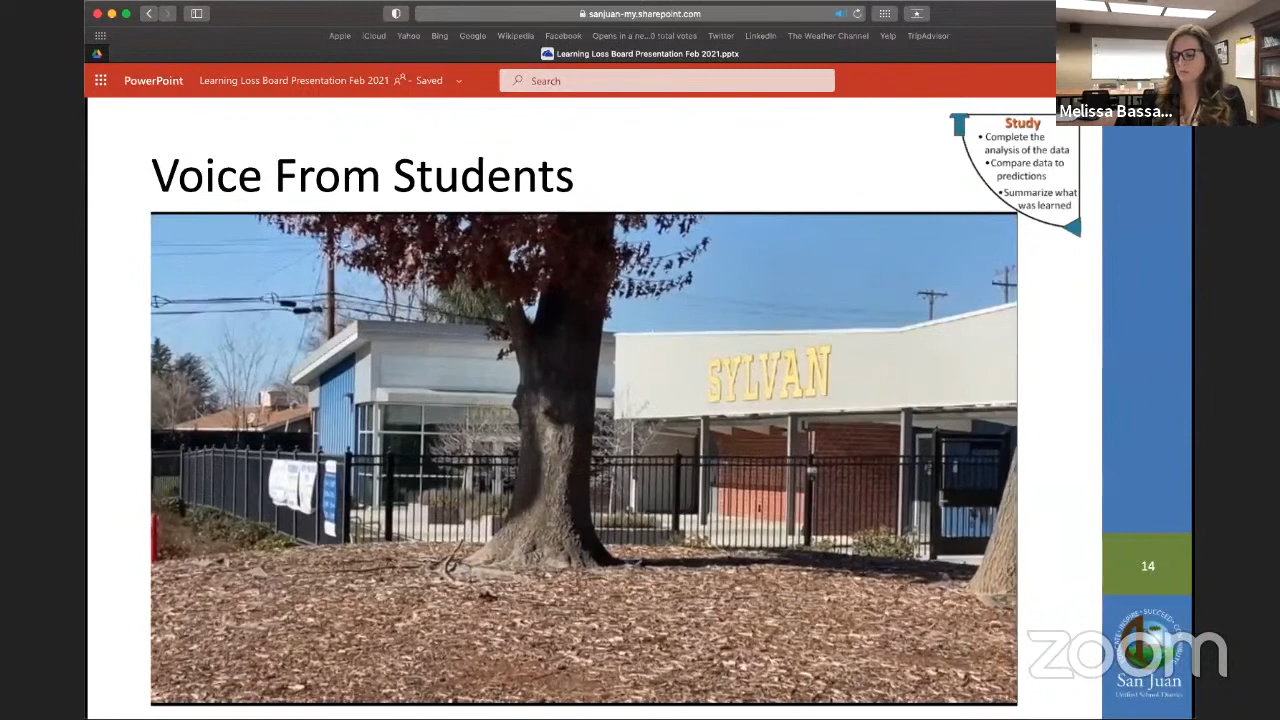 sanjuan-my.sharepoint.com
Apple iCloud Yahoo Bing Google Wikipedia Facebook Opens in a ne...0 total votes Twitter LinkedIn The Weather Channel Yelp TripAdvisor
Learning Loss Board Presentation Feb 2021.pptx
PowerPoint Learning Loss Board Presentation Feb 2021 - Saved Search
Melissa Bassa...
Study
• Complete the
analysis of the data
• Compare data to
predictions
• Summarize what
was learned
Voice From Students
SYLVAN
14
zoom
San Juan
Unified School District